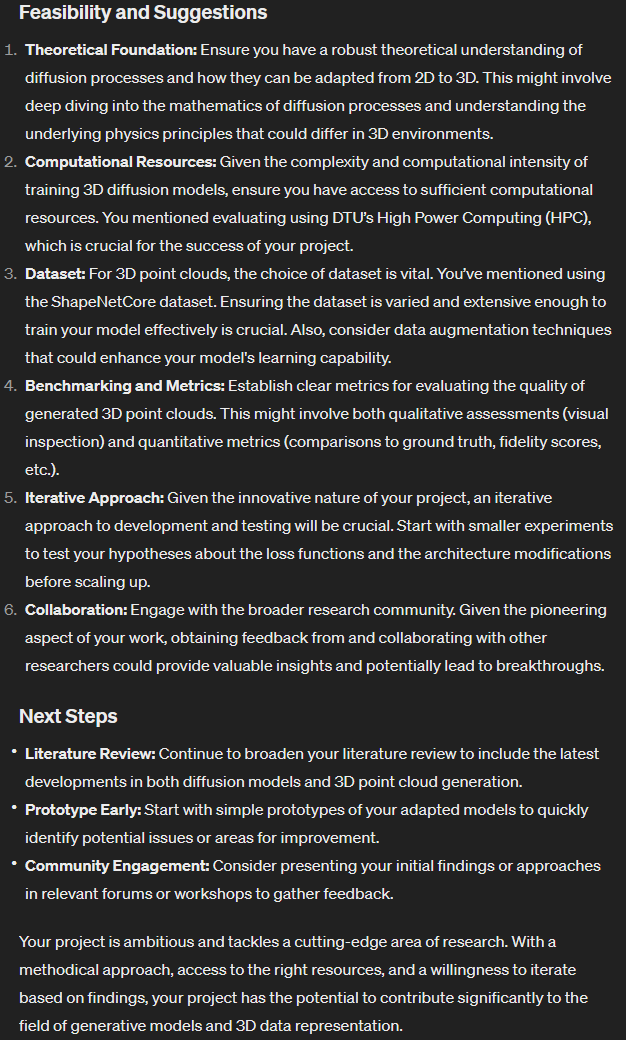 Feasibility and Suggestions
1. Theoretical Foundation: Ensure you have a robust theoretical understanding of
diffusion processes and how they can be adapted from 2D to 3D. This might involve
deep diving into the mathematics of diffusion processes and understanding the
underlying physics principles that could differ in 3D environments.
2. Computational Resources: Given the complexity and computational intensity of
training 3D diffusion models, ensure you have access to sufficient computational
resources. You mentioned evaluating using DTU's High Power Computing (HPC),
which is crucial for the success of your project.
3. Dataset: For 3D point clouds, the choice of dataset is vital. You've mentioned using
the ShapeNetCore dataset. Ensuring the dataset is varied and extensive enough to
train your model effectively is crucial. Also, consider data augmentation techniques
that could enhance your model's learning capability.
4. Benchmarking and Metrics: Establish clear metrics for evaluating the quality of
generated 3D point clouds. This might involve both qualitative assessments (visual
inspection) and quantitative metrics (comparisons to ground truth, fidelity scores,
etc.).
5. Iterative Approach: Given the innovative nature of your project, an iterative
approach to development and testing will be crucial. Start with smaller experiments
to test your hypotheses about the loss functions and the architecture modifications
before scaling up.
6. Collaboration: Engage with the broader research community. Given the pioneering
aspect of your work, obtaining feedback from and collaborating with other
researchers could provide valuable insights and potentially lead to breakthroughs.
Next Steps
• Literature Review: Continue to broaden your literature review to include the latest
developments in both diffusion models and 3D point cloud generation.
• Prototype Early: Start with simple prototypes of your adapted models to quickly
identify potential issues or areas for improvement.
• Community Engagement: Consider presenting your initial findings or approaches
in relevant forums or workshops to gather feedback.
Your project is ambitious and tackles a cutting-edge area of research. With a
methodical approach, access to the right resources, and a willingness to iterate
based on findings, your project has the potential to contribute significantly to the
field of generative models and 3D data representation.